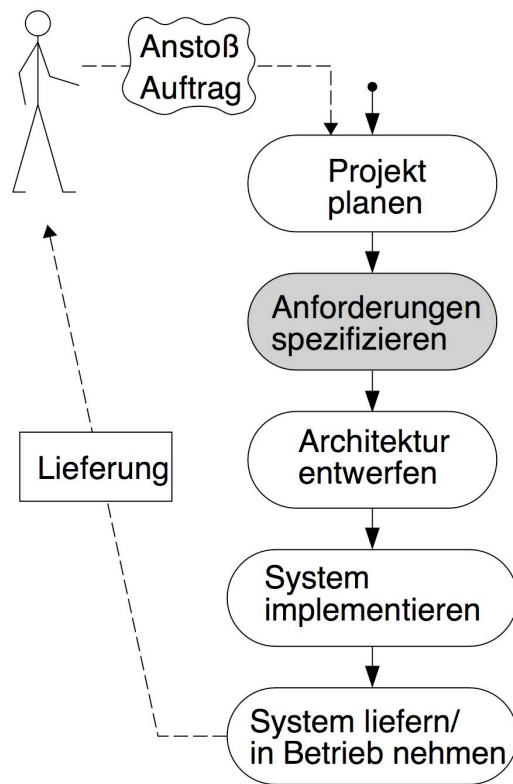 Anstoß
Auftrag
Projekt
planen
Anforderungen
spezifizieren
Architektur
entwerfen
Lieferung
System
implementieren
System liefern/
in Betrieb nehmen